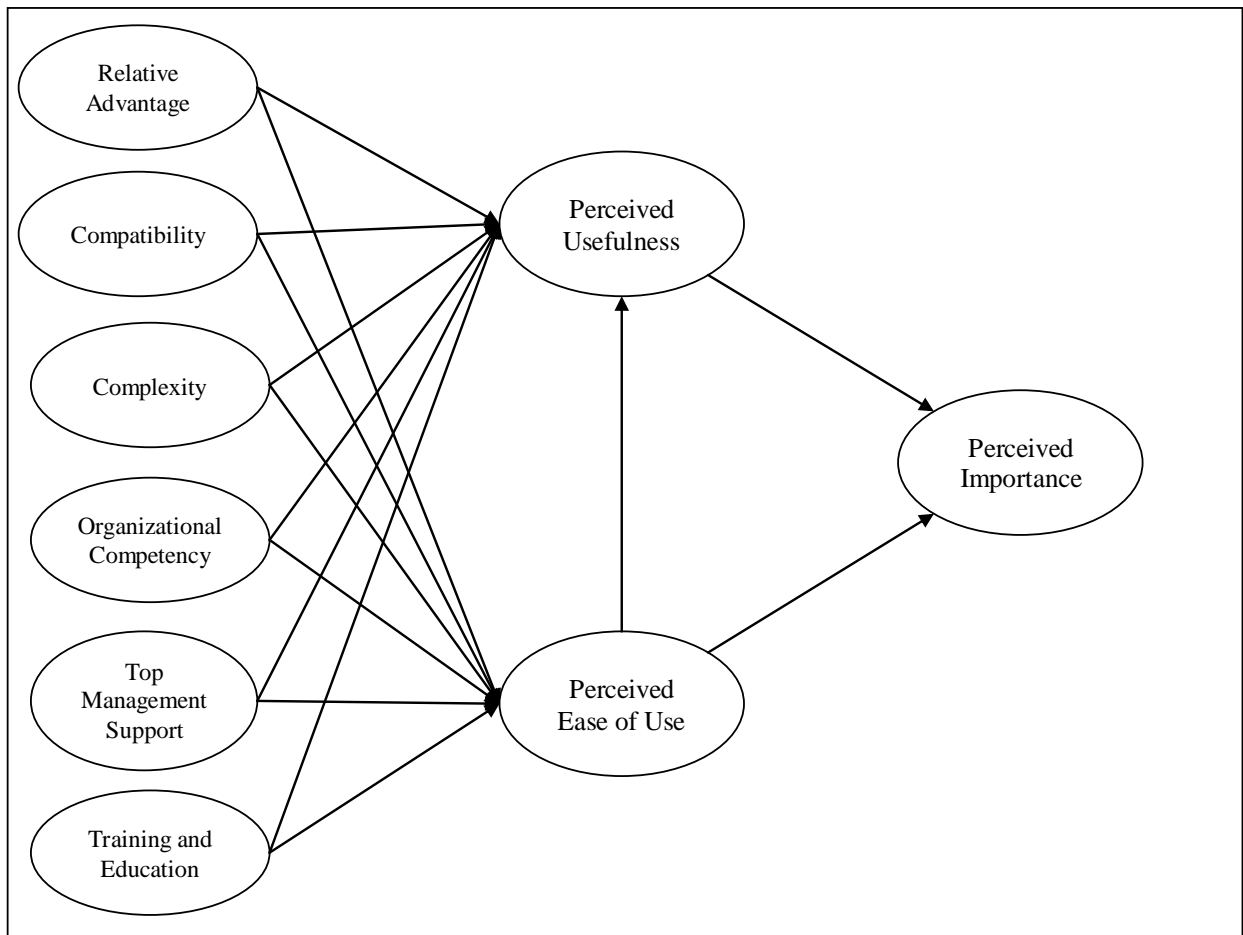 Relative
Advantage
Compatibility
Complexity
Organizational
Competency
Top
Management
Support
Training and
Education
Perceived
Usefulness
Perceived
Ease of Use
Perceived
Importance